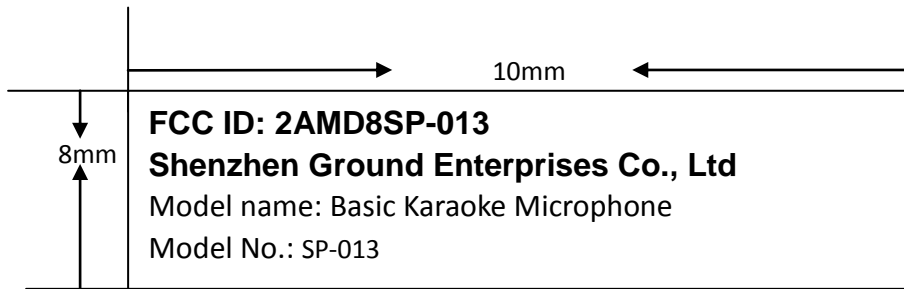 10mm
8mm
FCC ID: 2AMD8SP-013
Shenzhen Ground Enterprises Co., Ltd
Model name: Basic Karaoke Microphone
Model No.: SP-013